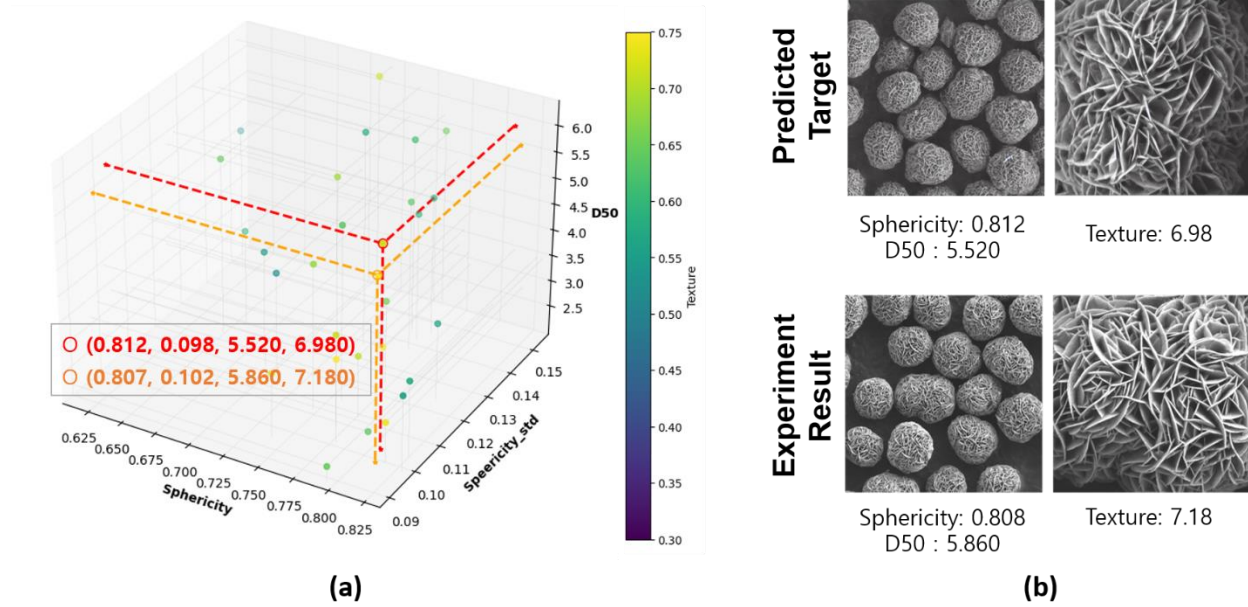 0.75
0.70
0.65
0.60
0.55
0.50
0.45
0.40
0.35
0.30
Texture
6.0
5.5
5.0
4.5
4.0
3.5
3.0
2.5
D50
O (0.812, 0.098, 5.520, 6.980)
O (0.807, 0.102, 5.860, 7.180)
0.625
0.650
0.675
0.700
0.725
0.750
0.775
0.800
0.825
Sphericity
0.15
0.14
0.13
0.12
0.11
0.10
0.09
Speericity_std
(a)
(b)
Predicted
Target
Sphericity: 0.812
D50 : 5.520
Texture: 6.98
Experiment
Result
Sphericity: 0.808
D50 : 5.860
Texture: 7.18